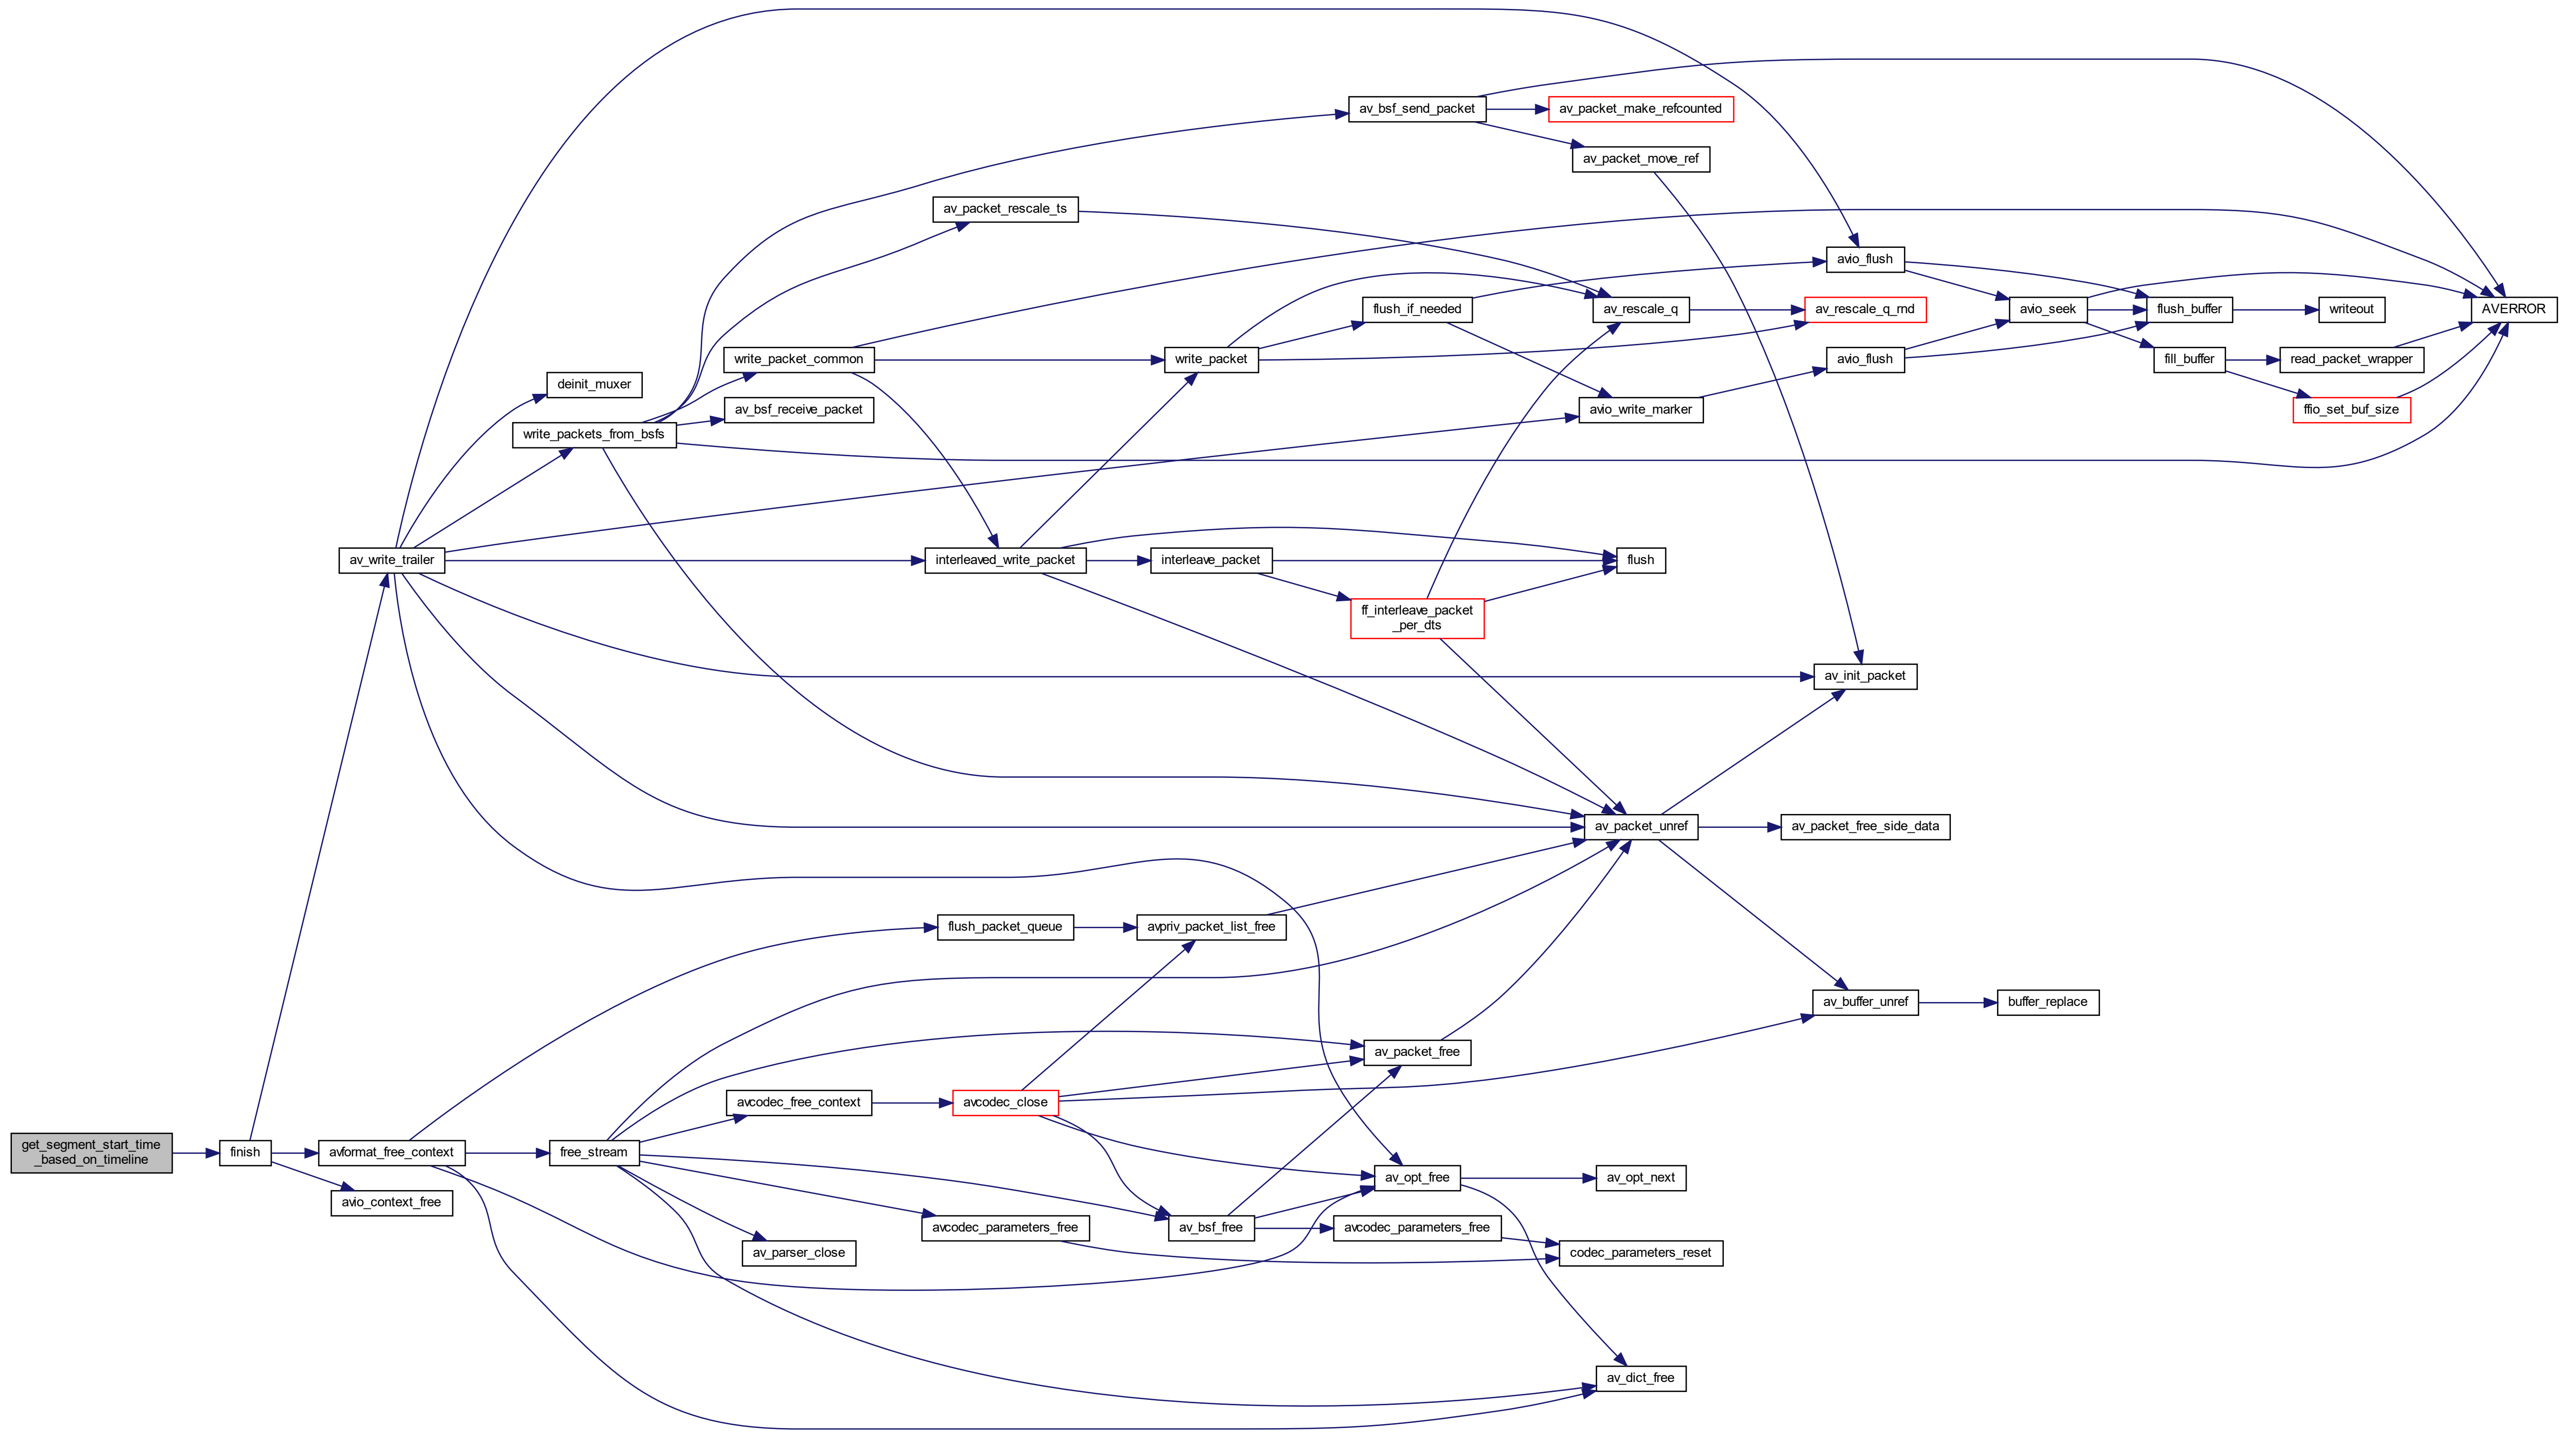 av_bsf_send_packet
av_packet_make_refcounted
av_packet_move_ref
av_packet_rescale_ts
avio_flush
flush_if_needed
av_rescale_q
av_rescale_q_rnd
avio_seek
flush_buffer
writeout
AVERROR
write_packet_common
write_packet
avio_flush
fill_buffer
read_packet_wrapper
deinit_muxer
av_bsf_receive_packet
avio_write_marker
ffio_set_buf_size
write_packets_from_bsfs
av_write_trailer
interleaved_write_packet
interleave_packet
flush
ff_interleave_packet
_per_dts
av_init_packet
av_packet_unref
av_packet_free_side_data
flush_packet_queue
avpriv_packet_list_free
av_buffer_unref
buffer_replace
av_packet_free
avcodec_free_context
avcodec_close
get_segment_start_time
_based_on_timeline
finish
avformat_free_context
free_stream
av_opt_free
av_opt_next
avio_context_free
avcodec_parameters_free
av_bsf_free
avcodec_parameters_free
av_parser_close
codec_parameters_reset
av_dict_free